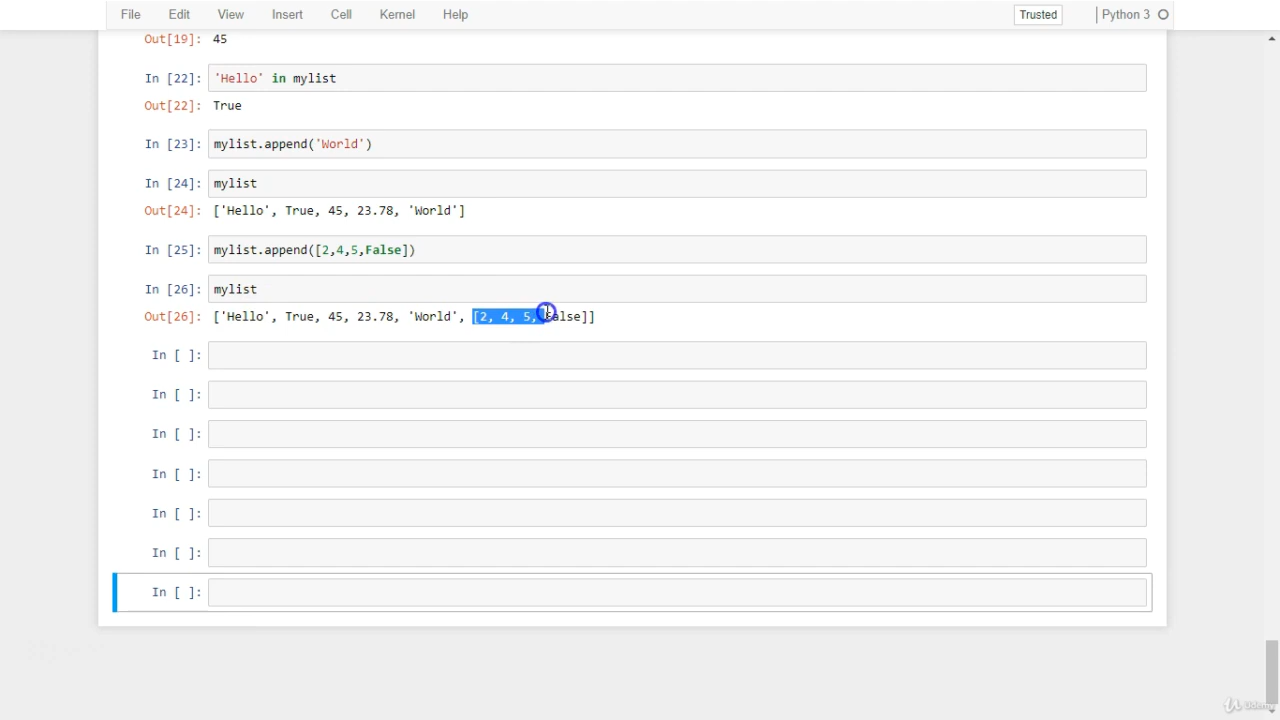 File Edit View Insert Cell Kernel Help Trusted Python 3
Out[19]: 45
In [22]: 'Hello' in mylist
Out[22]: True
In [23]: mylist.append('World')
In [24]: mylist
Out[24]: ['Hello', True, 45, 23.78, 'World']
In [25]: mylist.append([2,4,5,False])
In [26]: mylist
Out[26]: ['Hello', True, 45, 23.78, 'World', [2, 4, 5, False]]
In [ ]:
In [ ]:
In [ ]:
In [ ]:
In [ ]:
In [ ]:
In [ ]:
Udemy